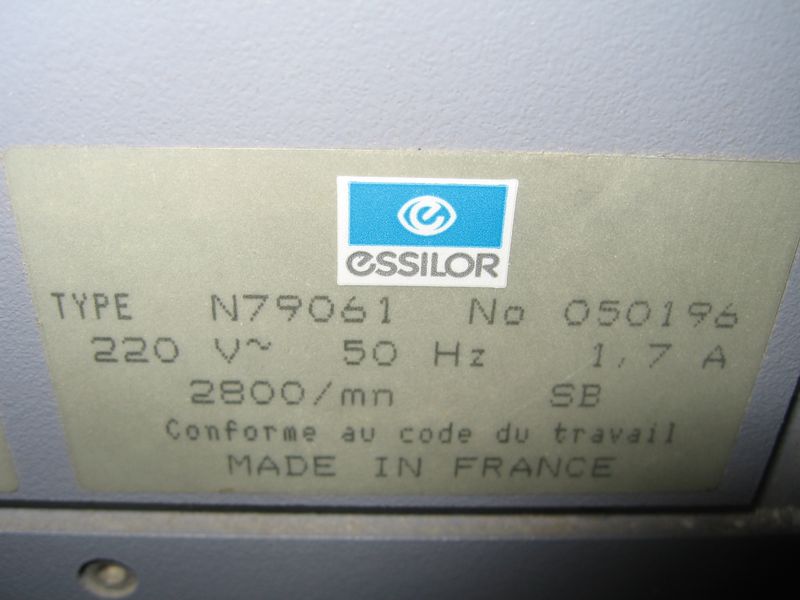 essilor
TYPE N79061 No 050196
220 V~ 50 Hz 1,7 A
2800/mn SB
Conforme au code du travail
MADE IN FRANCE